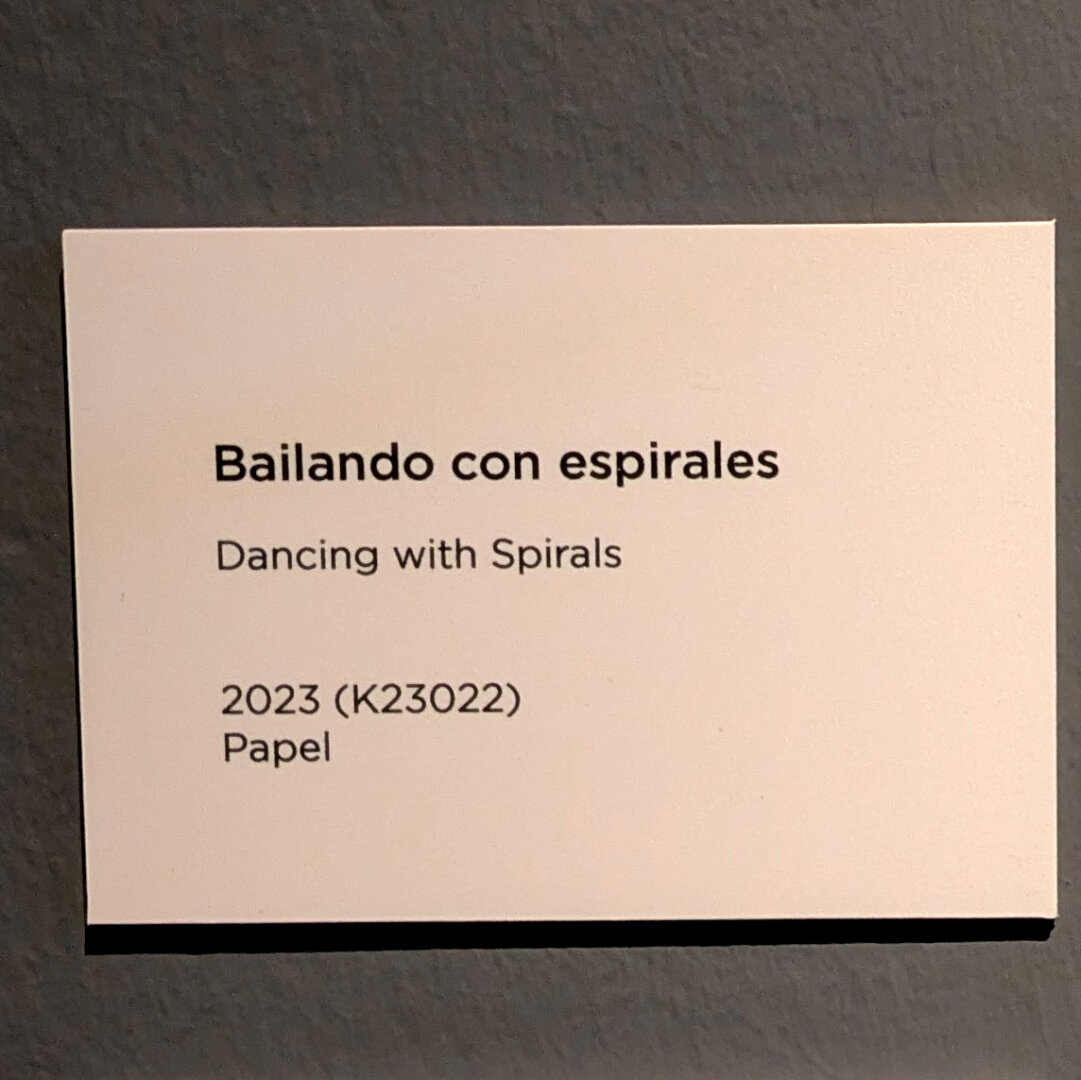 Bailando con espirales
Dancing with Spirals
2023 (K23022)
Papel